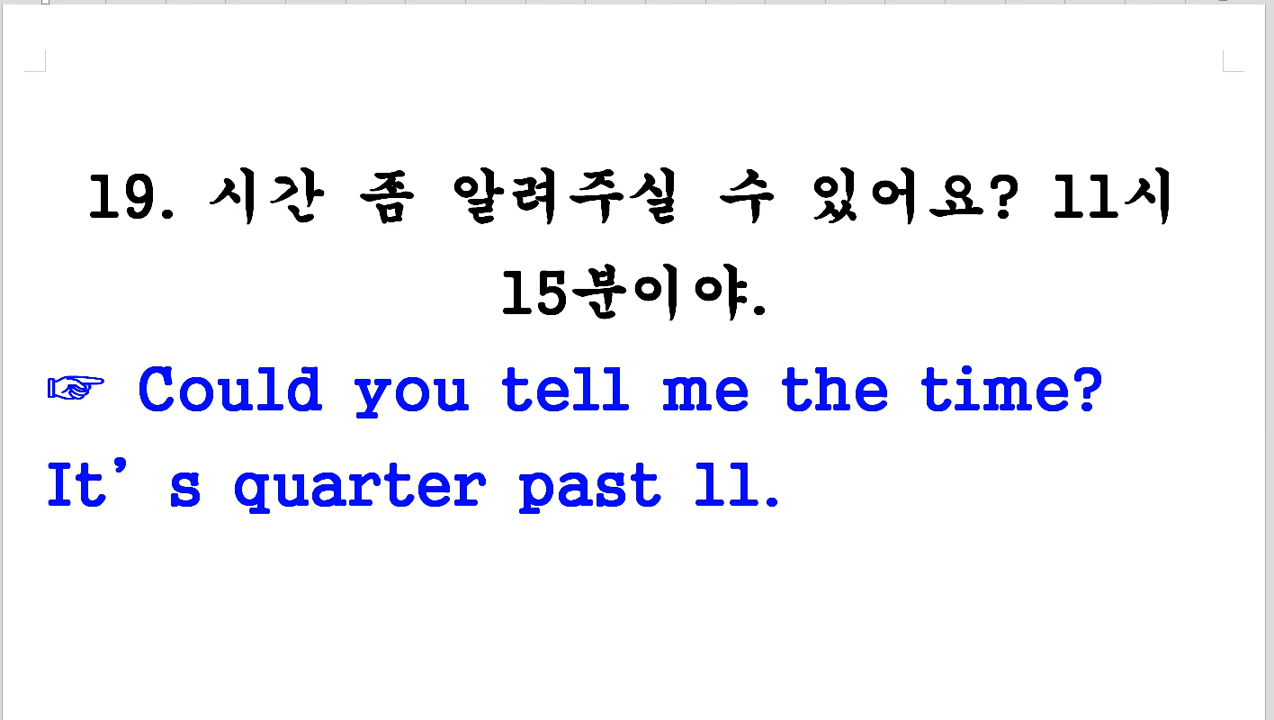 19. 시간 좀 알려주실 수 있어요? 11시
15분이야.
☞ Could you tell me the time?
It’s quarter past 11.